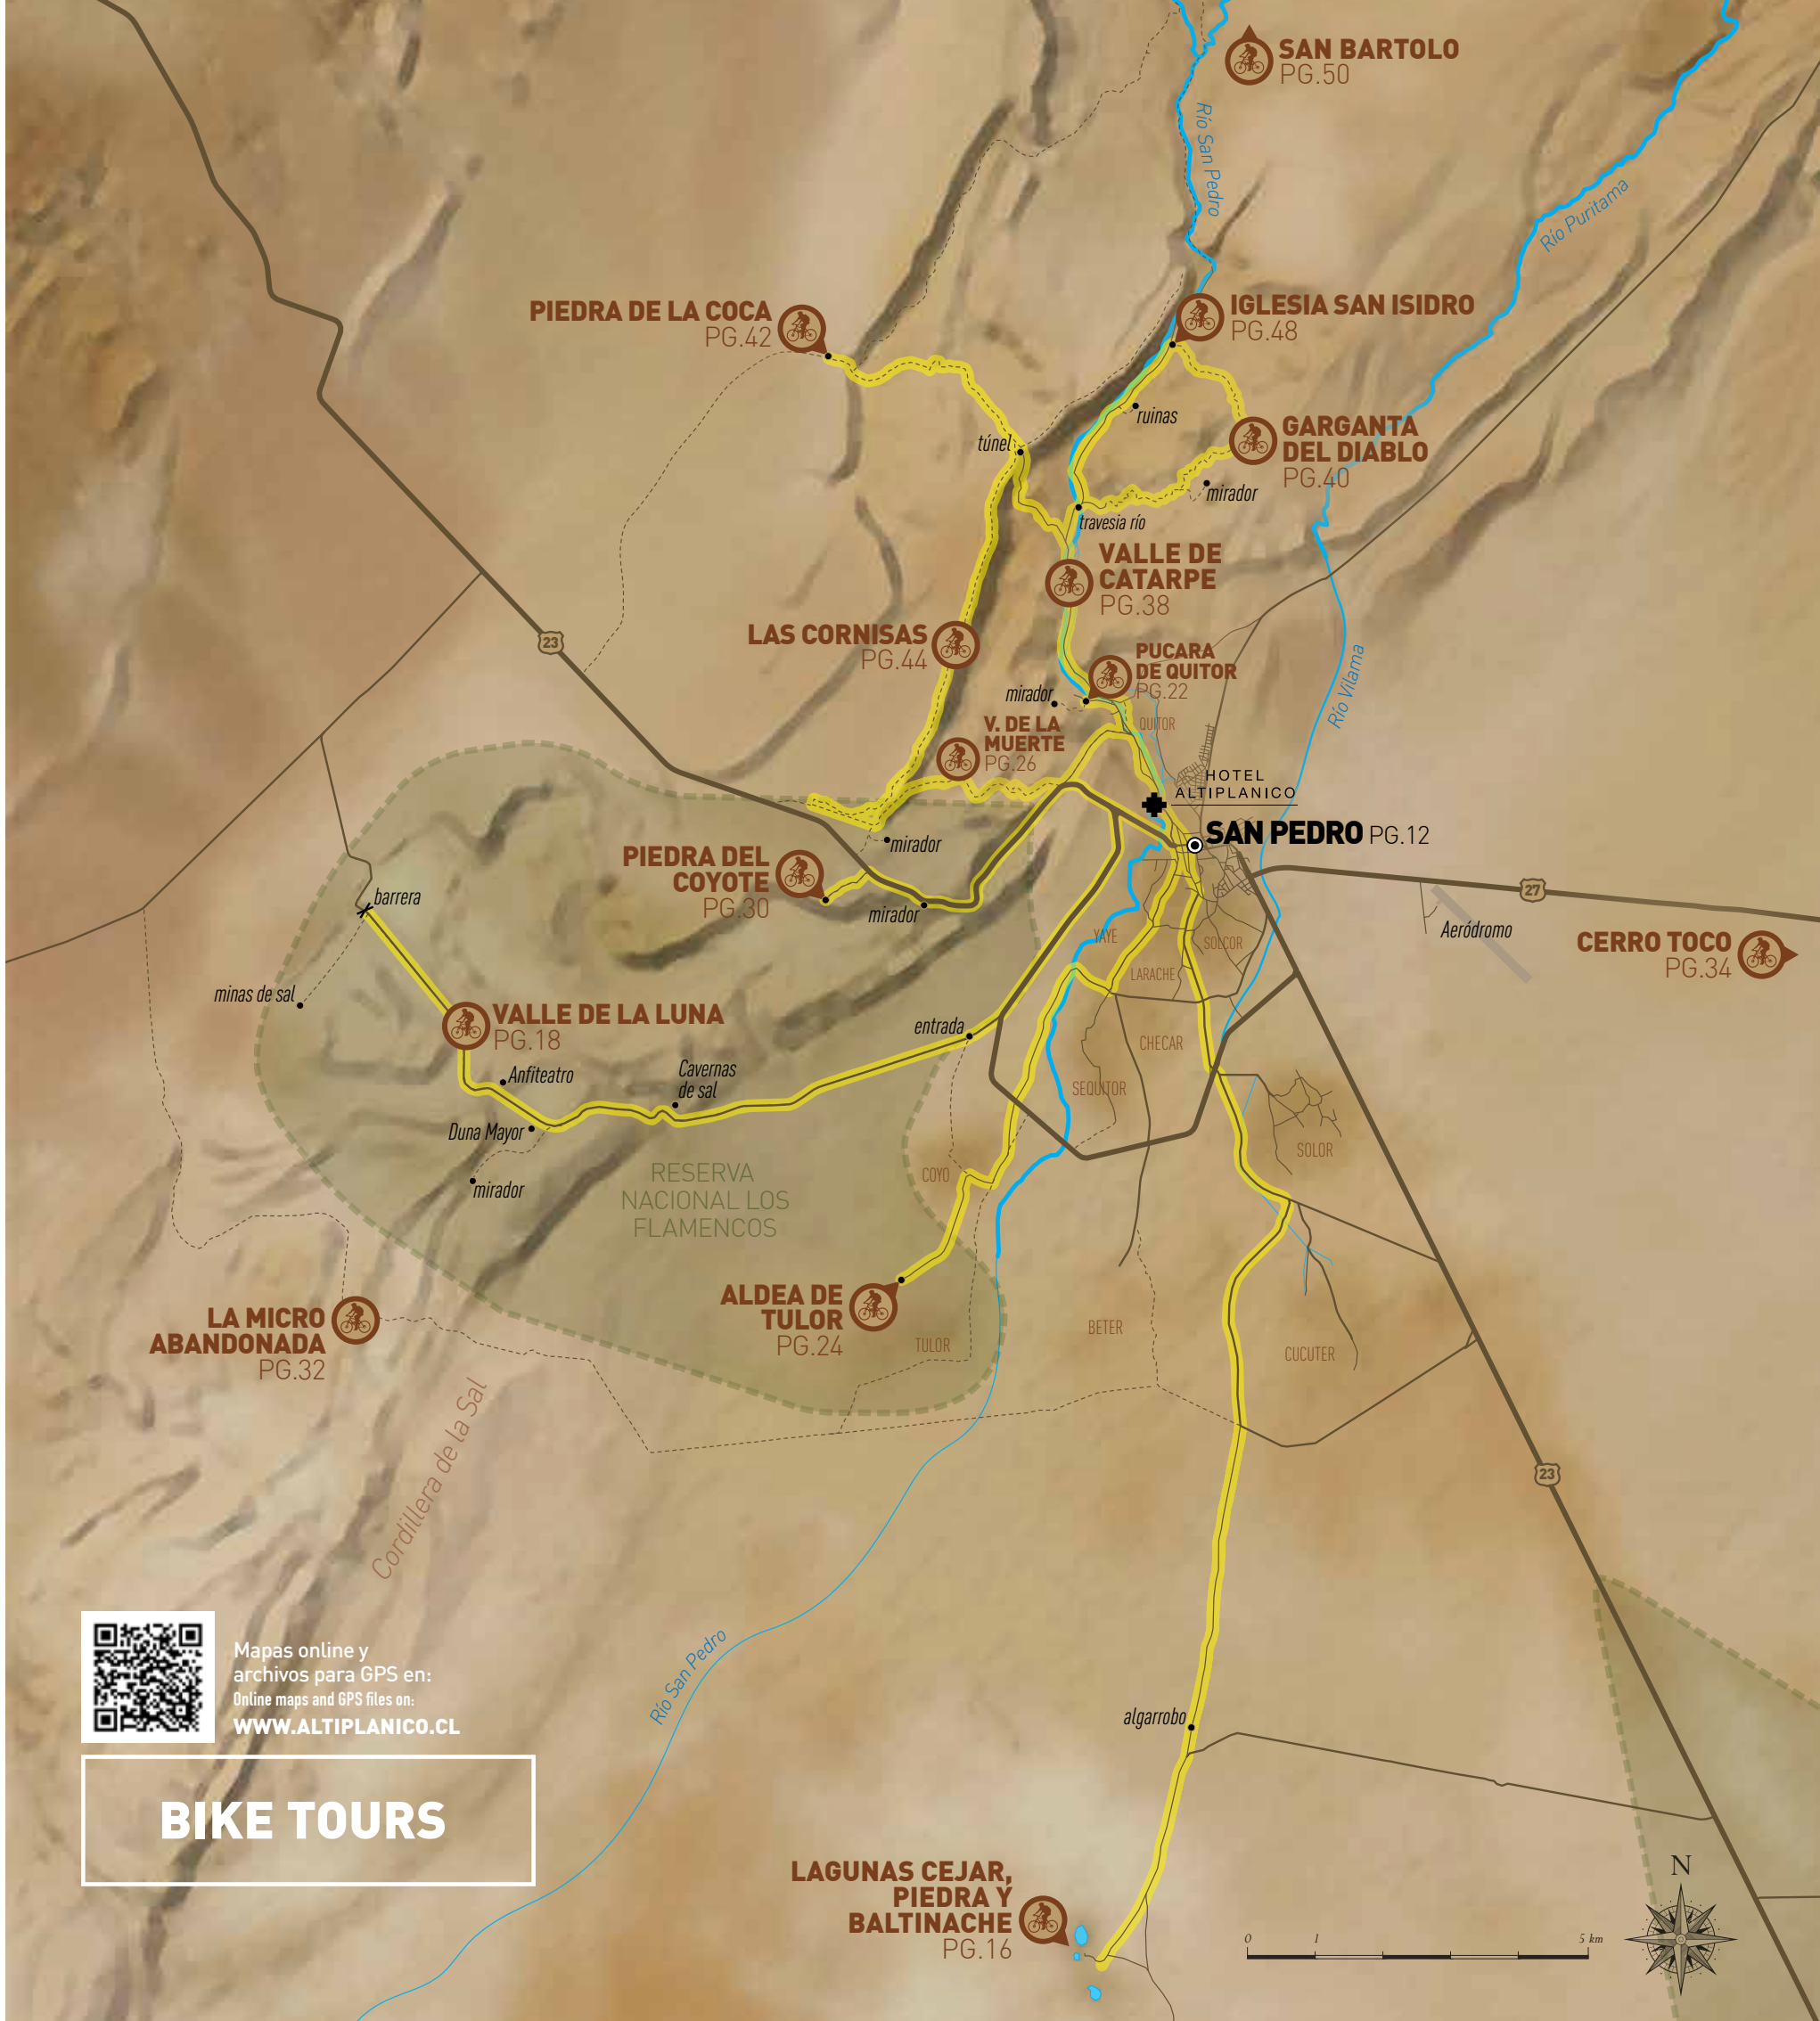 SAN BARTOLO
PG.50
Río San Pedro
Río Puritama
PIEDRA DE LA COCA
PG.42
IGLESIA SAN ISIDRO
PG.48
ruinas
GARGANTA
DEL DIABLO
PG.40
túnel
mirador
travesia río
VALLE DE
CATARPE
PG.38
23
LAS CORNISAS
PG.44
PUCARA
DE QUITOR
PG.22
mirador
QUITOR
Río Vilama
V. DE LA
MUERTE
PG.26
HOTEL
ALTIPLANICO
SAN PEDRO PG.12
mirador
PIEDRA DEL
COYOTE
PG.30
mirador
27
Aeródromo
CERRO TOCO
PG.34
barrera
YAYE
SOLCOR
LARACHE
minas de sal
VALLE DE LA LUNA
PG.18
entrada
CHECAR
Anfiteatro
Cavernas
de sal
SEQUITOR
Duna Mayor
SOLOR
mirador
RESERVA
NACIONAL LOS
FLAMENCOS
COYO
LA MICRO
ABANDONADA
PG.32
ALDEA DE
TULOR
PG.24
TULOR
BETER
CUCUTER
Cordillera de la Sal
23
Mapas online y
archivos para GPS en:
Online maps and GPS files on:
WWW.ALTIPLANICO.CL
Río San Pedro
algarrobo
BIKE TOURS
LAGUNAS CEJAR,
PIEDRA Y
BALTINACHE
PG.16
N
0 1 5 km